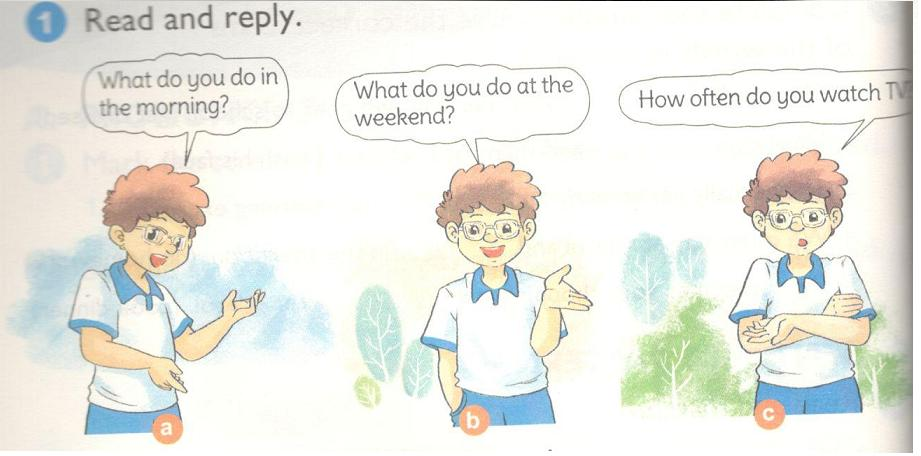 1 Read and reply.
What do you do in
the morning?
What do you do at the
weekend?
How often do you watch TV?
a
b
c